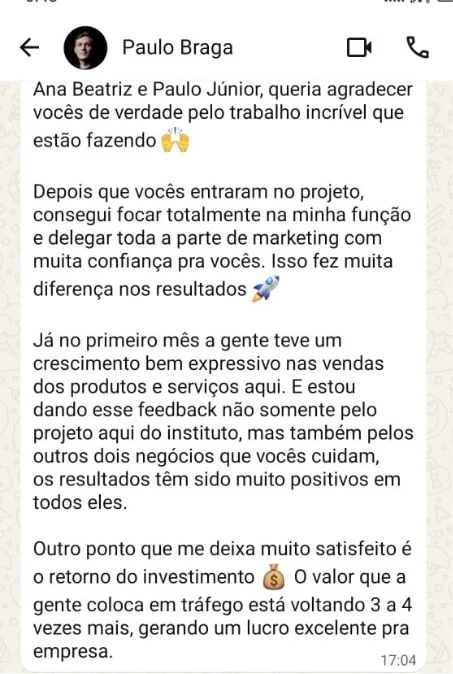 Paulo Braga
Ana Beatriz e Paulo Júnior, queria agradecer
vocês de verdade pelo trabalho incrível que
estão fazendo 🙌
Depois que vocês entraram no projeto,
consegui focar totalmente na minha função
e delegar toda a parte de marketing com
muita confiança pra vocês. Isso fez muita
diferença nos resultados 🚀
Já no primeiro mês a gente teve um
crescimento bem expressivo nas vendas
dos produtos e serviços aqui. E estou
dando esse feedback não somente pelo
projeto aqui do instituto, mas também pelos
outros dois negócios que vocês cuidam,
os resultados têm sido muito positivos em
todos eles.
Outro ponto que me deixa muito satisfeito é
o retorno do investimento 💰 O valor que a
gente coloca em tráfego está voltando 3 a 4
vezes mais, gerando um lucro excelente pra
empresa.
17:04